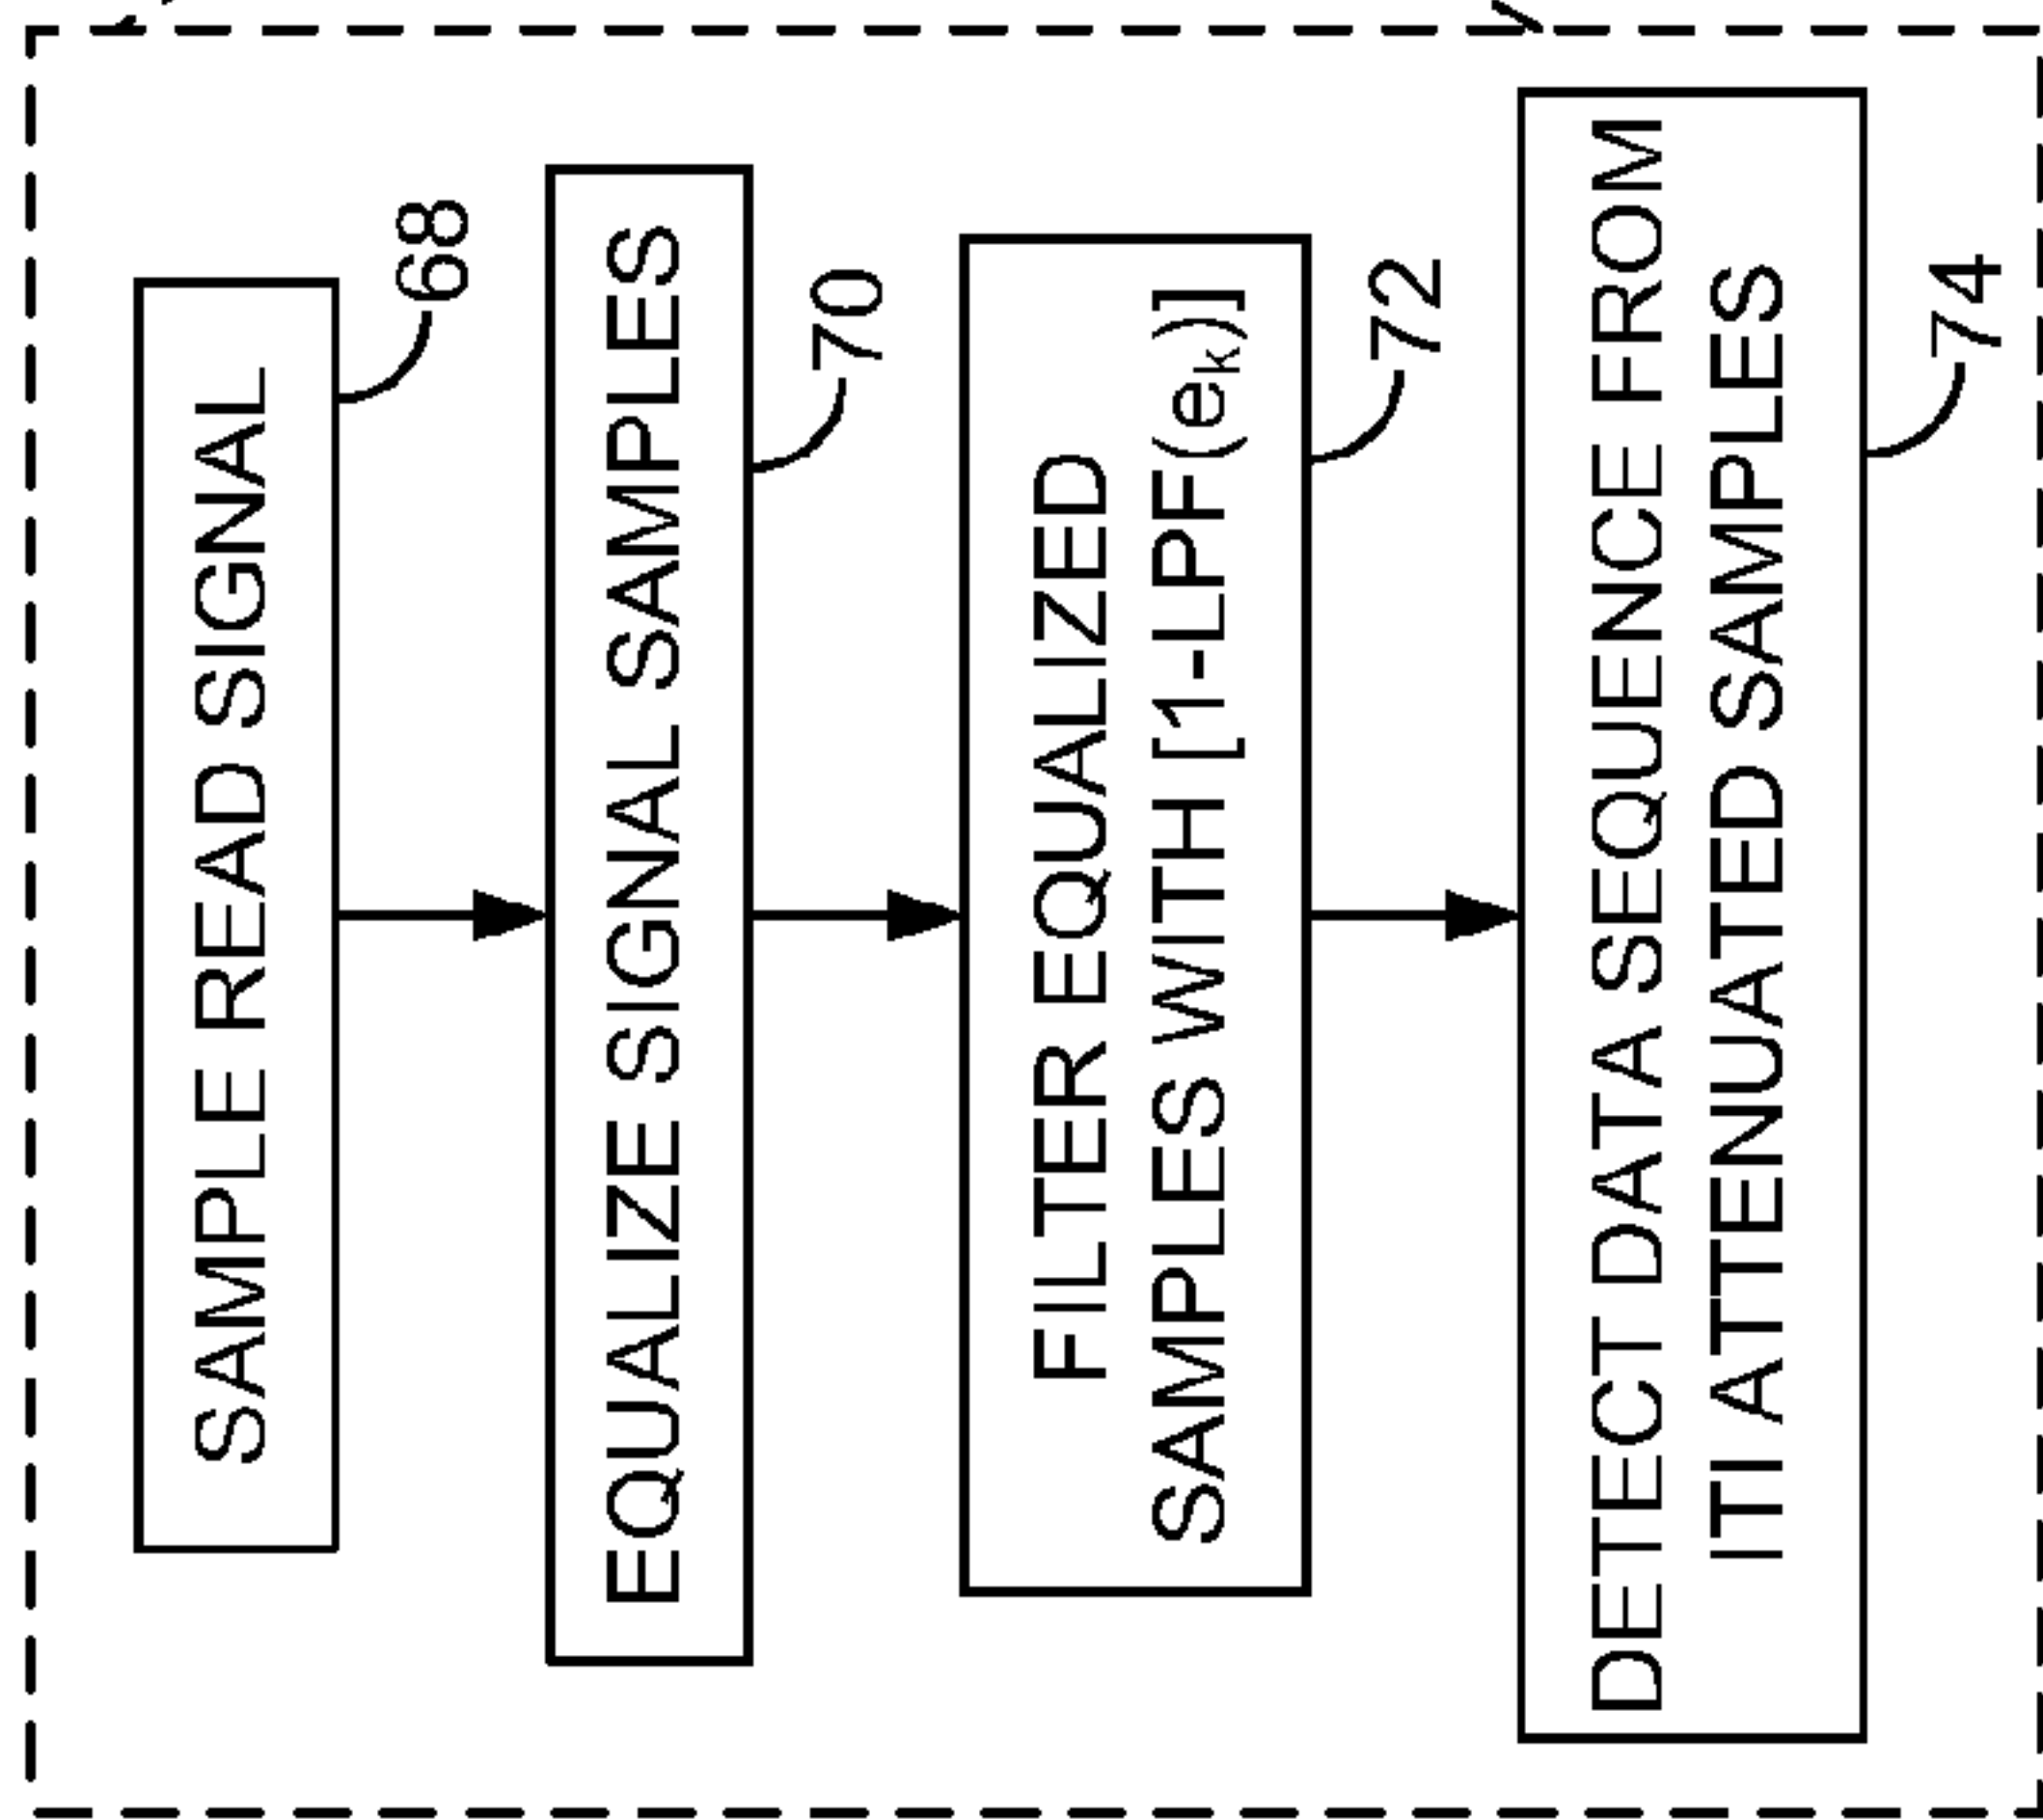 SAMPLE READ SIGNAL
68
EQUALIZE SIGNAL SAMPLES
70
FILTER EQUALIZED
SAMPLES WITH [1-LPF(eₖ)]
72
DETECT DATA SEQUENCE FROM
ITI ATTENUATED SAMPLES
74